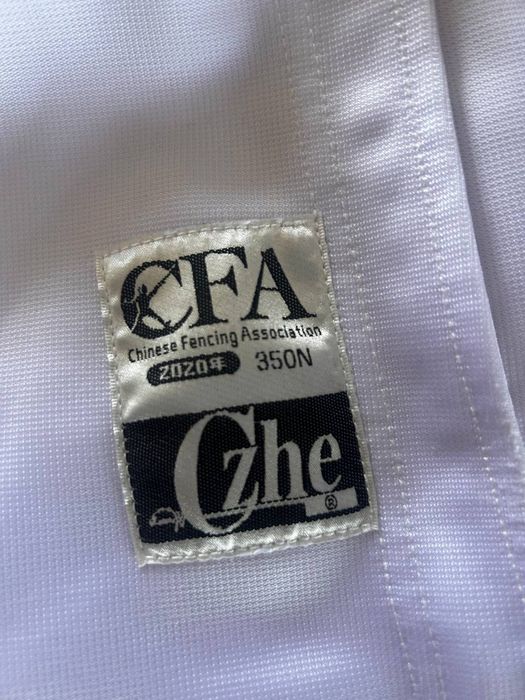 CFA
Chinese Fencing Association
2020年 350N
Czhe
®